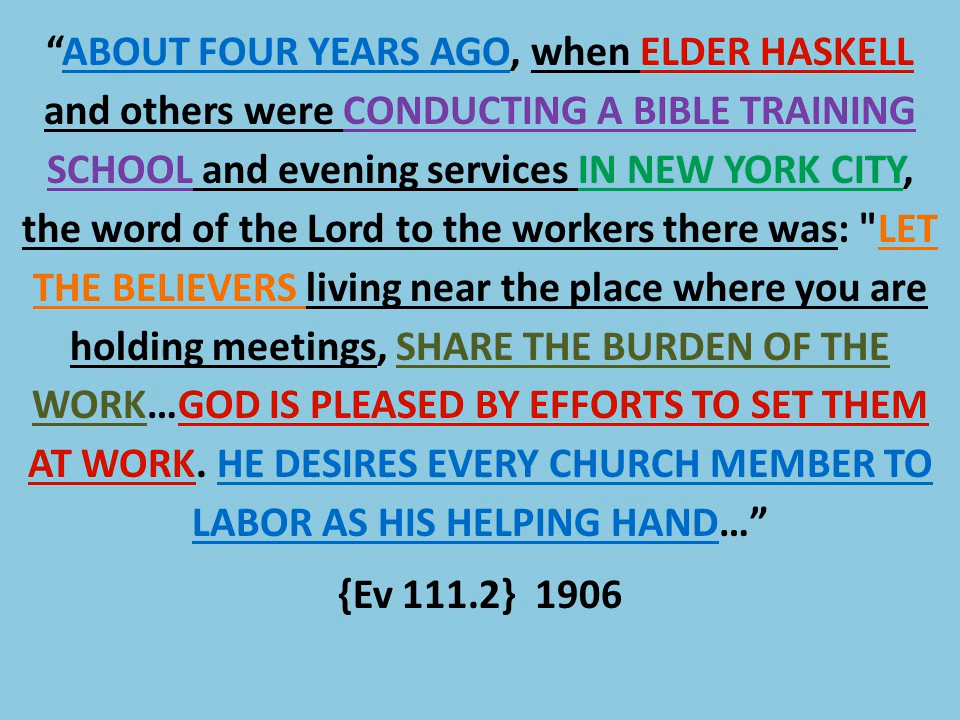 “ABOUT FOUR YEARS AGO, when ELDER HASKELL
and others were CONDUCTING A BIBLE TRAINING
SCHOOL and evening services IN NEW YORK CITY,
the word of the Lord to the workers there was: "LET
THE BELIEVERS living near the place where you are
holding meetings, SHARE THE BURDEN OF THE
WORK…GOD IS PLEASED BY EFFORTS TO SET THEM
AT WORK. HE DESIRES EVERY CHURCH MEMBER TO
LABOR AS HIS HELPING HAND…”
{Ev 111.2} 1906